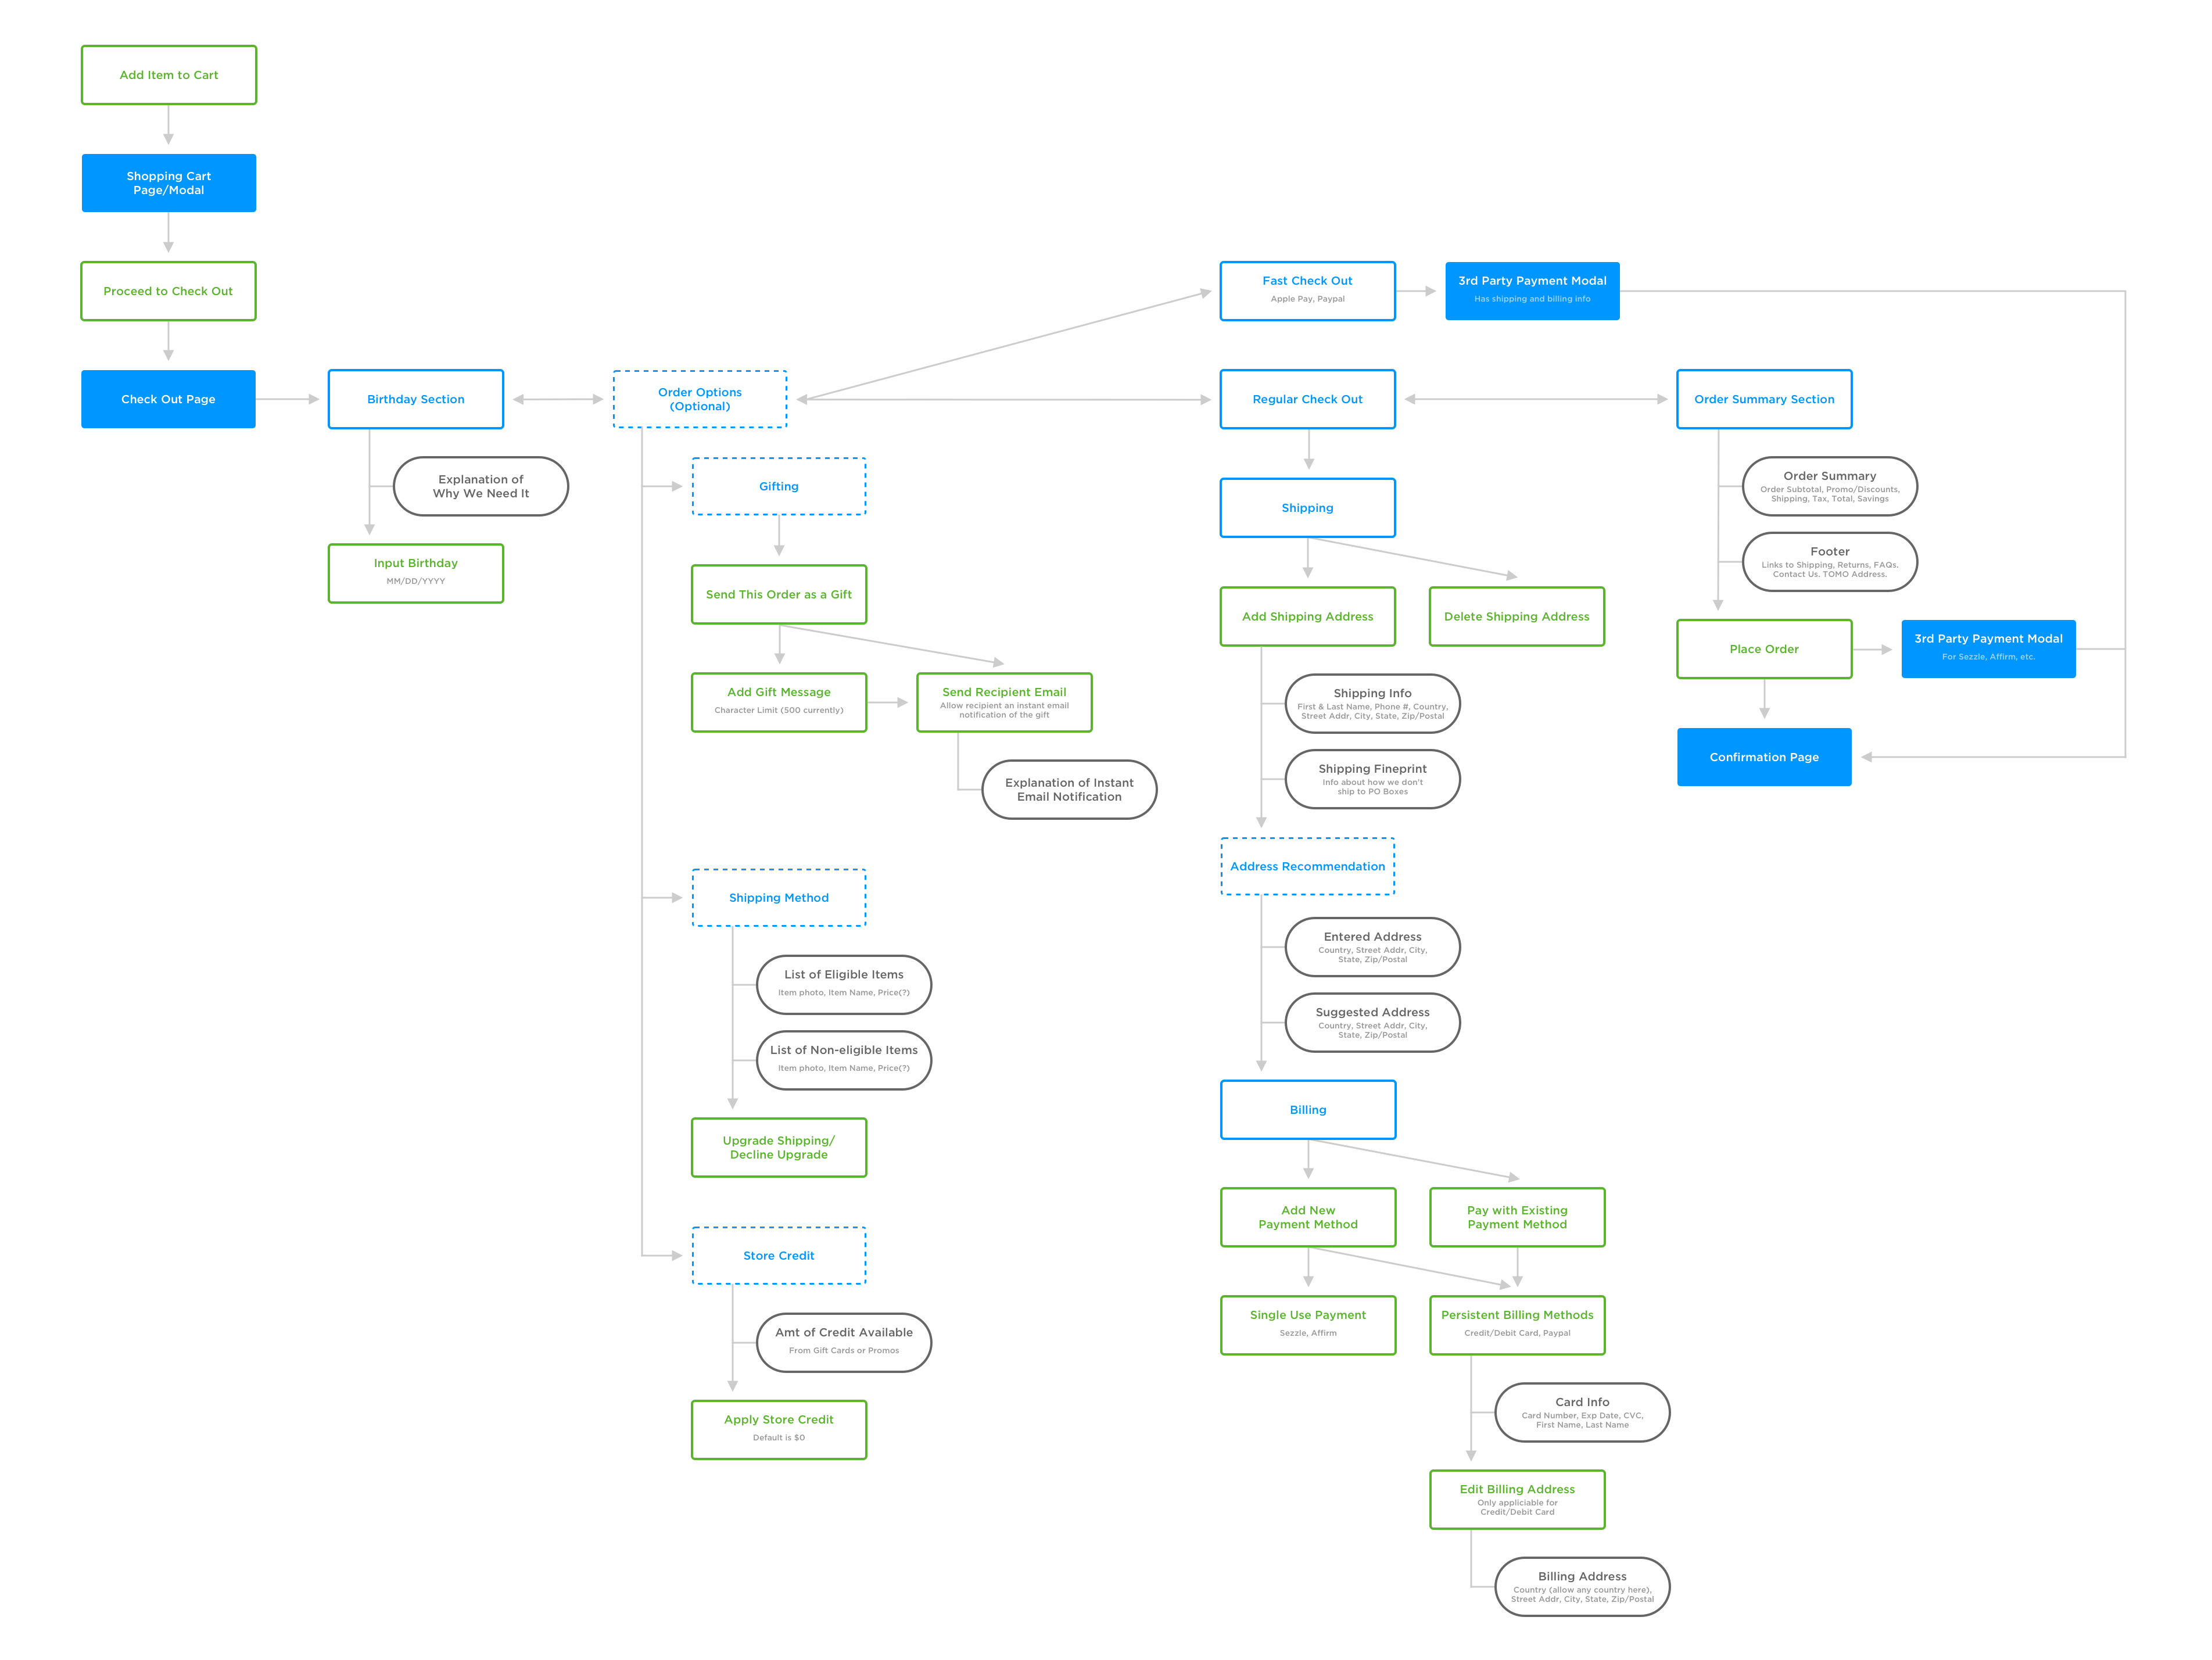 Add Item to Cart
Shopping Cart
Page/Modal
Proceed to Check Out
Check Out Page
Birthday Section
Explanation of
Why We Need It
Input Birthday
MM/DD/YYYY
Order Options
(Optional)
Gifting
Send This Order as a Gift
Add Gift Message
Character Limit (500 currently)
Send Recipient Email
Allow recipient an instant email
notification of the gift
Explanation of Instant
Email Notification
Shipping Method
List of Eligible Items
Item photo, Item Name, Price(?)
List of Non-eligible Items
Item photo, Item Name, Price(?)
Upgrade Shipping/
Decline Upgrade
Store Credit
Amt of Credit Available
From Gift Cards or Promos
Apply Store Credit
Default is $0
Fast Check Out
Apple Pay, Paypal
3rd Party Payment Modal
Has shipping and billing info
Regular Check Out
Shipping
Add Shipping Address
Delete Shipping Address
Shipping Info
First & Last Name, Phone #, Country,
Street Addr, City, State, Zip/Postal
Shipping Fineprint
Info about how we don't
ship to PO Boxes
Address Recommendation
Entered Address
Country, Street Addr, City,
State, Zip/Postal
Suggested Address
Country, Street Addr, City,
State, Zip/Postal
Billing
Add New
Payment Method
Pay with Existing
Payment Method
Single Use Payment
Sezzle, Affirm
Persistent Billing Methods
Credit/Debit Card, Paypal
Card Info
Card Number, Exp Date, CVC,
First Name, Last Name
Edit Billing Address
Only appliciable for
Credit/Debit Card
Billing Address
Country (allow any country here),
Street Addr, City, State, Zip/Postal
Order Summary Section
Order Summary
Order Subtotal, Promo/Discounts,
Shipping, Tax, Total, Savings
Footer
Links to Shipping, Returns, FAQs.
Contact Us. TOMO Address.
Place Order
3rd Party Payment Modal
For Sezzle, Affirm, etc.
Confirmation Page